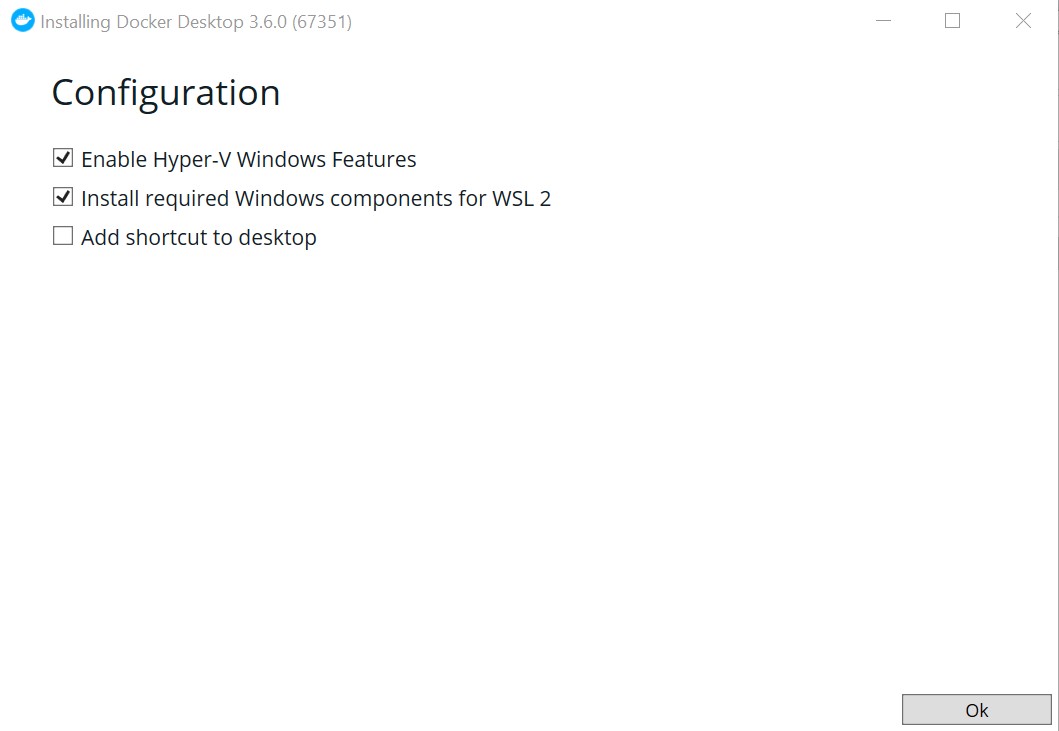 Installing Docker Desktop 3.6.0 (67351)
Configuration
Enable Hyper-V Windows Features
Install required Windows components for WSL 2
Add shortcut to desktop
Ok